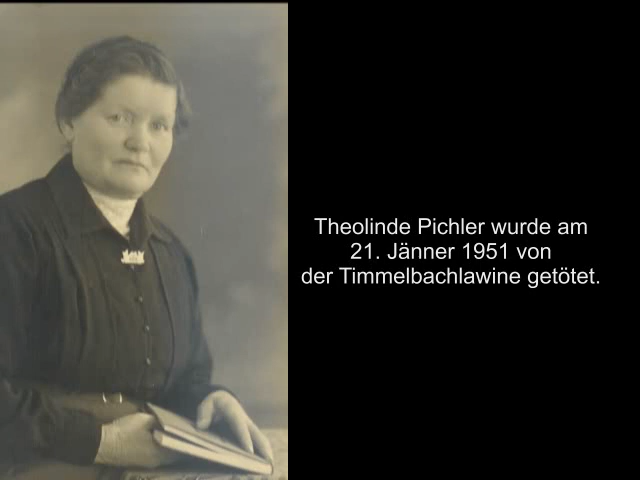 Theolinde Pichler wurde am
21. Jänner 1951 von
der Timmelbachlawine getötet.